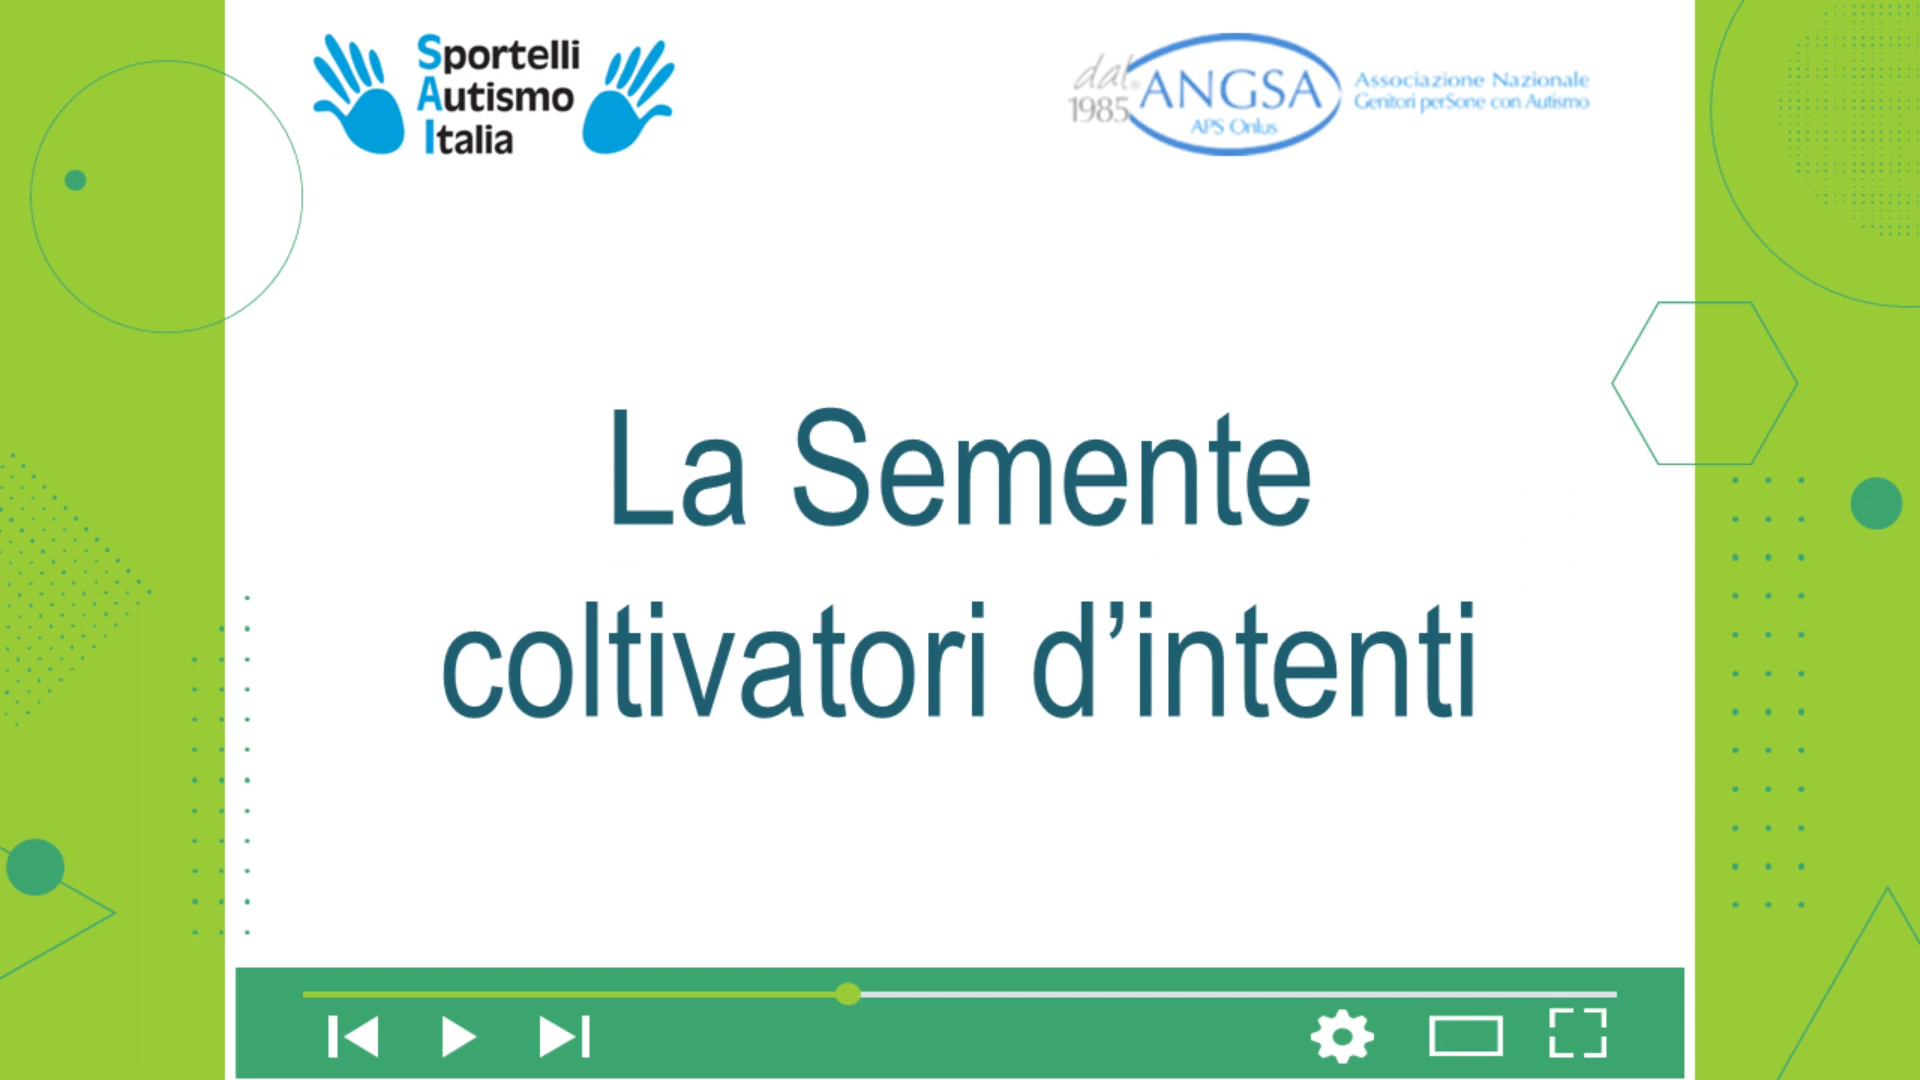 Sportelli
Autismo
Italia
dal
1985
ANGSA
APS Onlus
Associazione Nazionale
Genitori perSone con Autismo
La Semente
coltivatori d’intenti